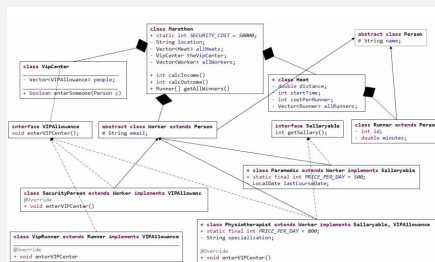 class Marathon
+ static int SECURITY_COST = 50000;
- String location;
- Vector<Heat> allHeats;
- VipCenter theVipCenter;
- Vector<Worker> allWorkers;
+ int calcIncome()
+ int calcOutcome()
+ Runner[] getAllWinners()
abstract class Person
# String name;
class VipCenter
- Vector<VIPAllowance> people;
+ boolean enterSomeone(Person p)
+ class Heat
- double distance;
- int startTime;
- int costPerRunner;
- Vector<Runner> allRunners;
interface VIPAllowance
void enterVIPCenter();
abstract class Worker extends Person
# String email;
interface Sallaryable
int getSallary();
class Runner extends Person
- int id;
- double minutes;
+ class Paramedic extends Worker implements Sallaryable
+ static final int PRICE_PER_DAY = 500;
- LocalDate lastCourseDate;
class SecurityPerson extends Worker implements VIPAllowanc
@Override
+ void enterVIPCenter()
+ class Physiotherapist extends Worker implements Sallaryable, VIPAllowance
+ static final int PRICE_PER_DAY = 800;
- String specialization;
@Override
+ void enterVIPCenter()
class VipRunner extends Runner implements VIPAllowance
@Override
+ void enterVIPCenter